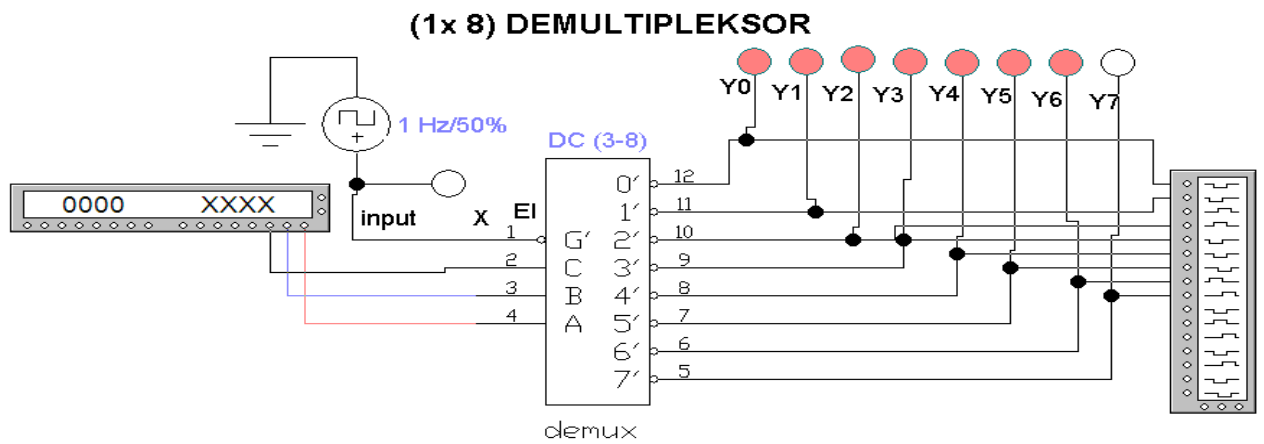 (1x 8) DEMULTIPLEKSOR
Y0 Y1 Y2 Y3 Y4 Y5 Y6 Y7
+
1 Hz/50%
DC (3-8)
0000 XXXX
input X EI
1 G'
2 C
3 B
4 A
0' 12
1' 11
2' 10
3' 9
4' 8
5' 7
6' 6
7' 5
demux